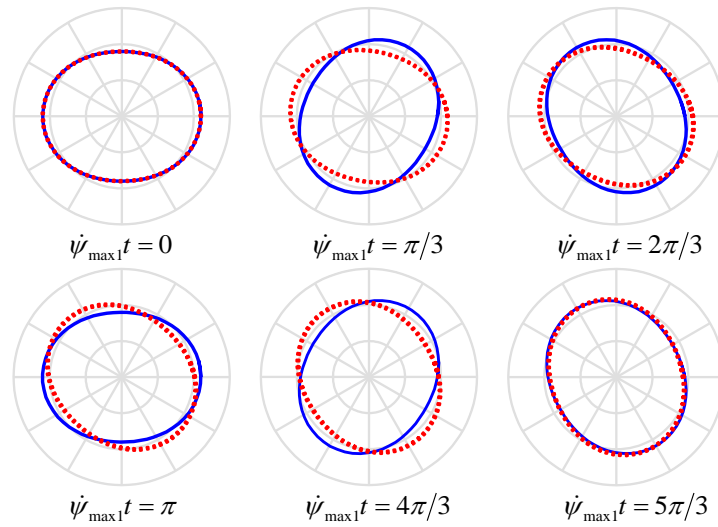 ψ̇max1t = 0
ψ̇max1t = π/3
ψ̇max1t = 2π/3
ψ̇max1t = π
ψ̇max1t = 4π/3
ψ̇max1t = 5π/3